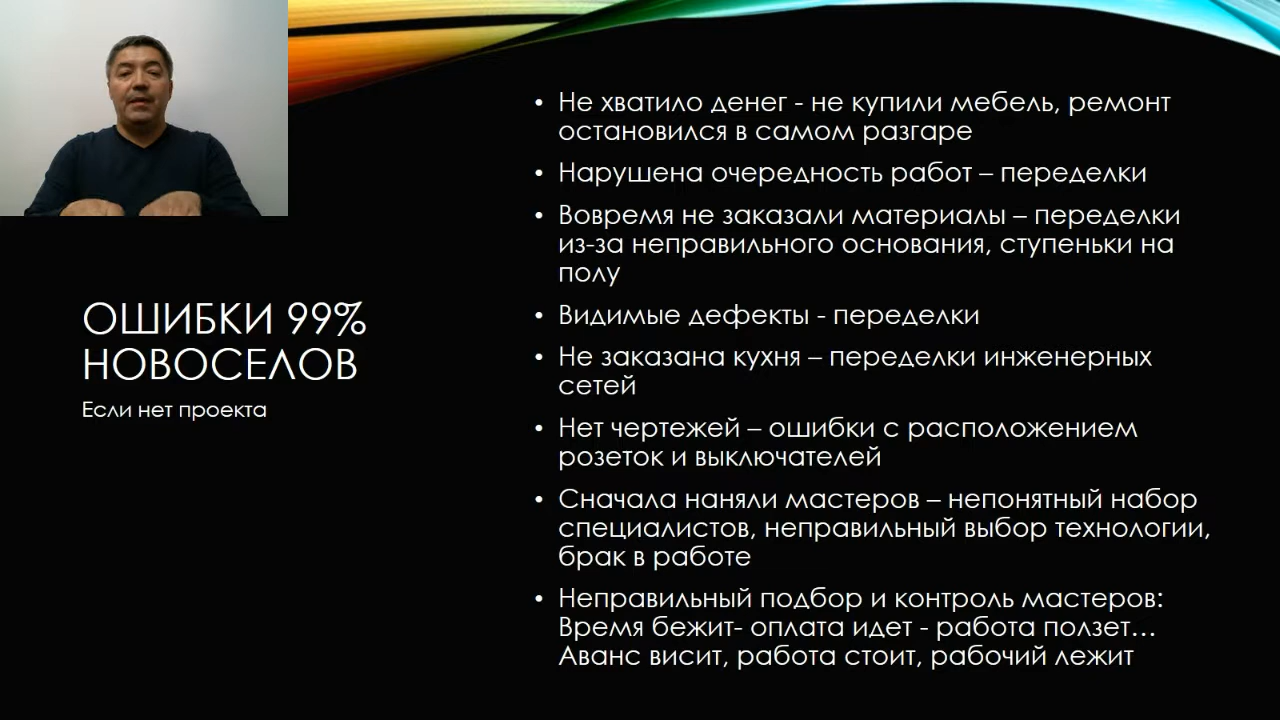 ОШИБКИ 99%
НОВОСЕЛОВ
Если нет проекта
• Не хватило денег - не купили мебель, ремонт
остановился в самом разгаре
• Нарушена очередность работ – переделки
• Вовремя не заказали материалы – переделки
из-за неправильного основания, ступеньки на
полу
• Видимые дефекты - переделки
• Не заказана кухня – переделки инженерных
сетей
• Нет чертежей – ошибки с расположением
розеток и выключателей
• Сначала наняли мастеров – непонятный набор
специалистов, неправильный выбор технологии,
брак в работе
• Неправильный подбор и контроль мастеров:
Время бежит- оплата идет - работа ползет...
Аванс висит, работа стоит, рабочий лежит